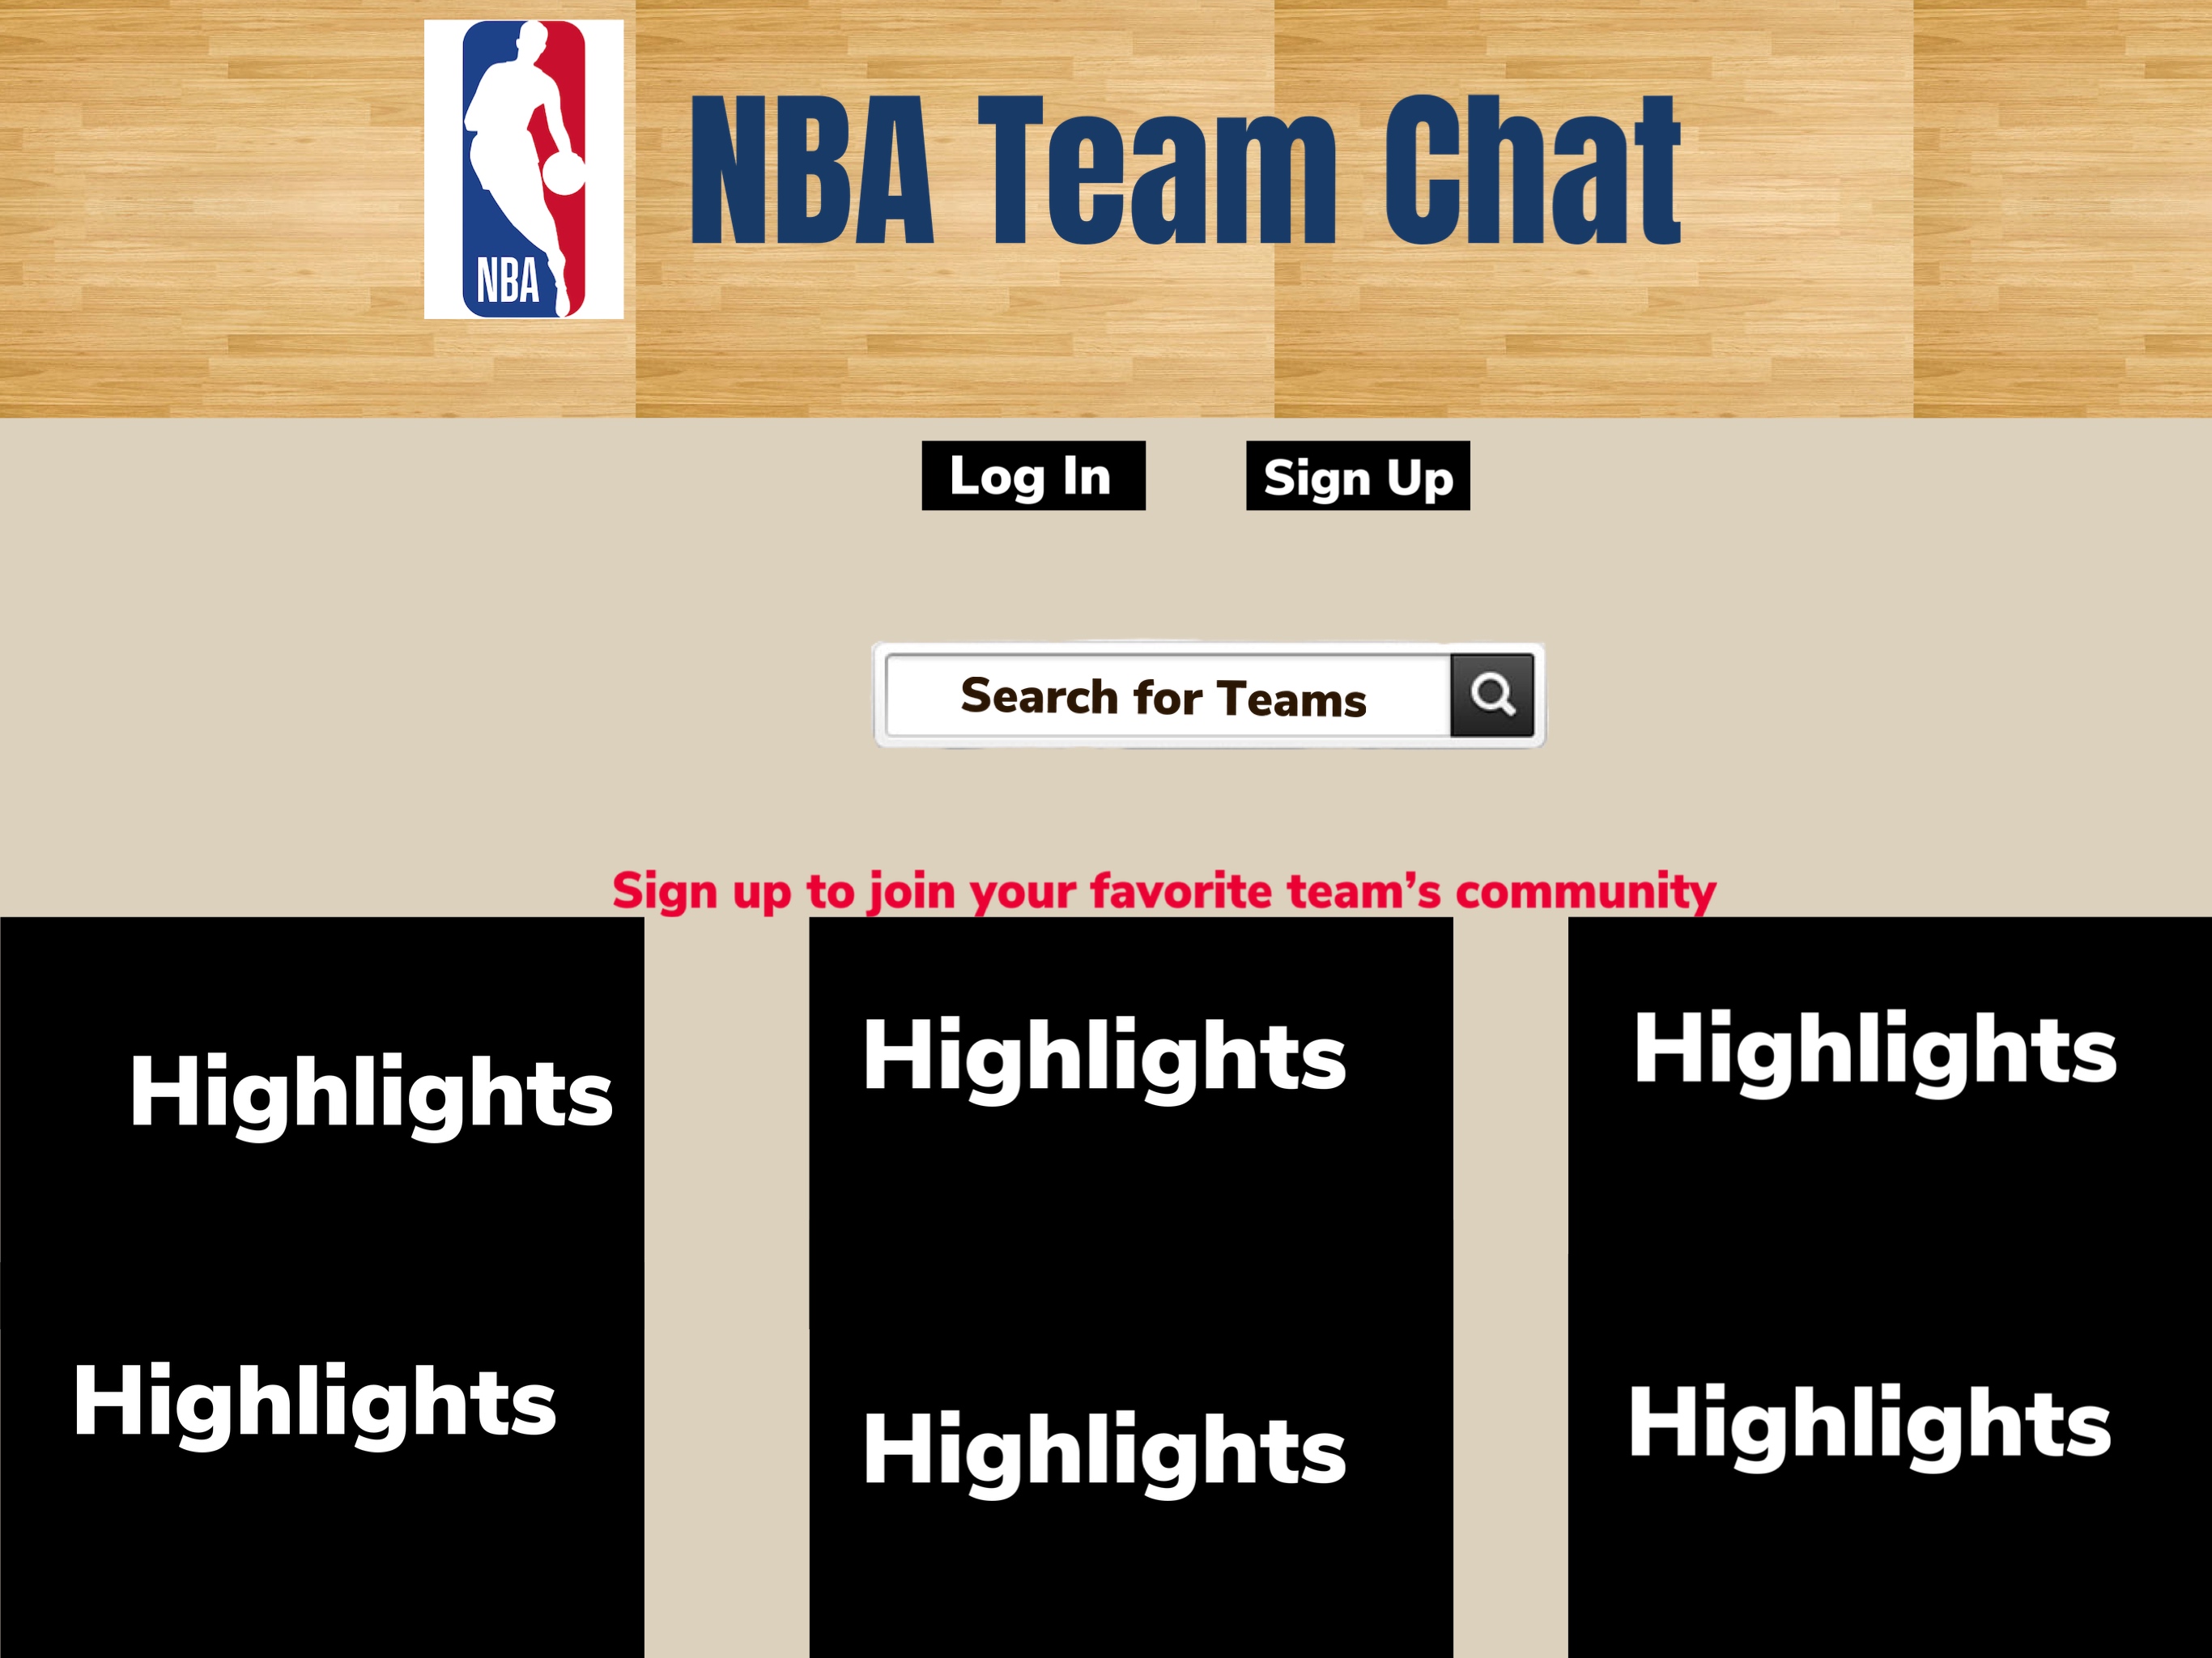 NBA
NBA Team Chat
Log In
Sign Up
Search for Teams
Sign up to join your favorite team’s community
Highlights
Highlights
Highlights
Highlights
Highlights
Highlights